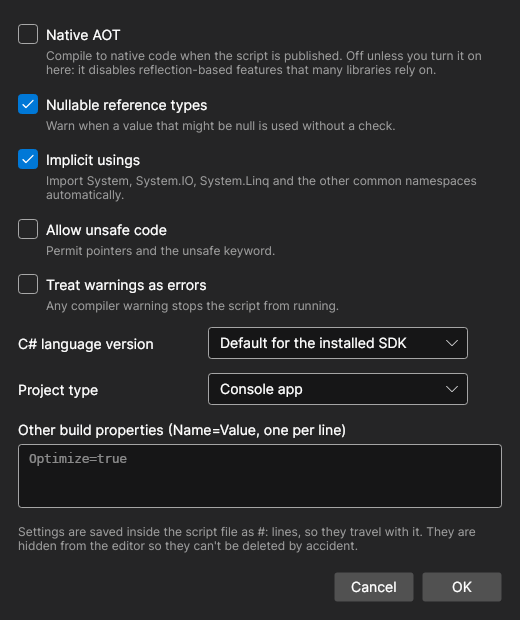 Native AOT
Compile to native code when the script is published. Off unless you turn it on
here: it disables reflection-based features that many libraries rely on.
Nullable reference types
Warn when a value that might be null is used without a check.
Implicit usings
Import System, System.IO, System.Linq and the other common namespaces
automatically.
Allow unsafe code
Permit pointers and the unsafe keyword.
Treat warnings as errors
Any compiler warning stops the script from running.
C# language version
Default for the installed SDK
Project type
Console app
Other build properties (Name=Value, one per line)
Optimize=true
Settings are saved inside the script file as #: lines, so they travel with it. They are
hidden from the editor so they can't be deleted by accident.
Cancel
OK